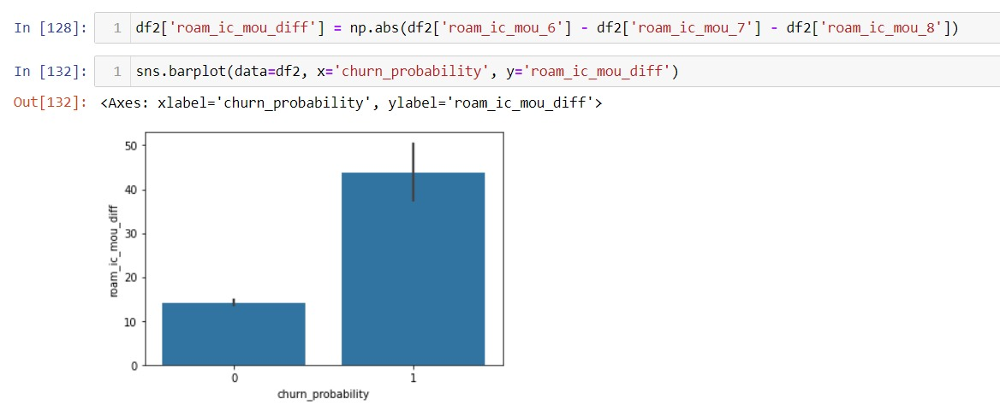 In [128]: 1 df2['roam_ic_mou_diff'] = np.abs(df2['roam_ic_mou_6'] - df2['roam_ic_mou_7'] - df2['roam_ic_mou_8'])
In [132]: 1 sns.barplot(data=df2, x='churn_probability', y='roam_ic_mou_diff')
Out[132]: <Axes: xlabel='churn_probability', ylabel='roam_ic_mou_diff'>
50
40
30
20
10
0
roam_ic_mou_diff
0 1
churn_probability